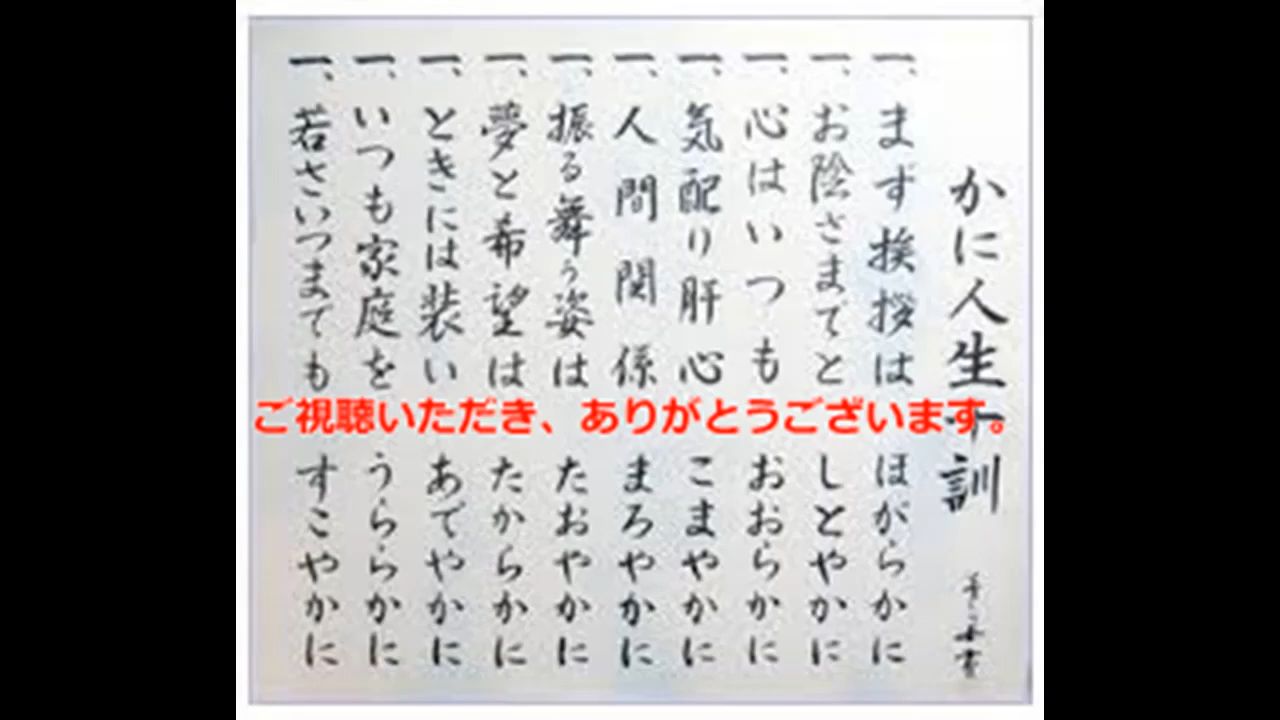 かに人生十訓
一、まず挨拶は ほがらかに
一、お陰さまでと しとやかに
一、心はいつも おおらかに
一、気配り肝心 こまやかに
一、人間関係 まろやかに
一、振る舞う姿は たおやかに
一、夢と希望は たからかに
一、ときには装い あでやかに
一、いつも家庭を うららかに
一、若さいつまでも すこやかに
ご視聴いただき、ありがとうございます。